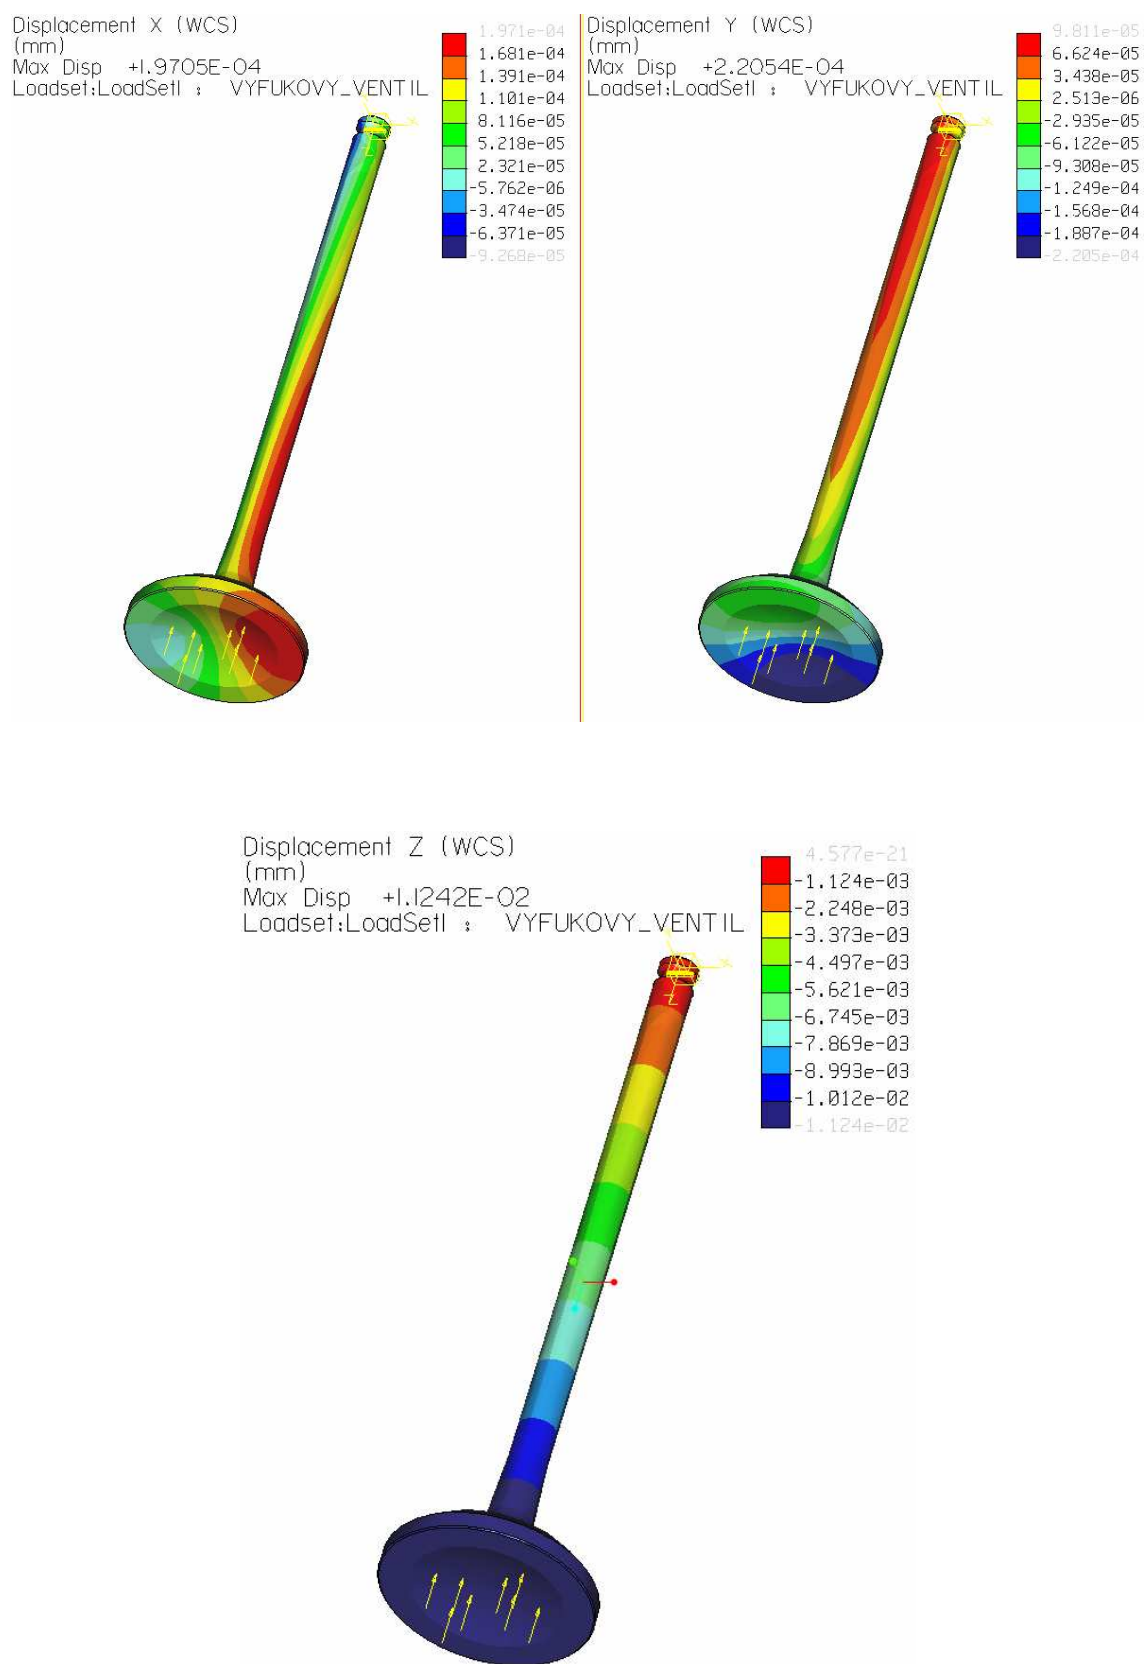 Displacement X (WCS)
(mm)
Max Disp +1.9705E-04
Loadset:LoadSet1 : VYFUKOVY_VENTIL
1.971e-04
1.681e-04
1.391e-04
1.101e-04
8.116e-05
5.218e-05
2.321e-05
-5.762e-06
-3.474e-05
-6.371e-05
-9.268e-05
Displacement Y (WCS)
(mm)
Max Disp +2.2054E-04
Loadset:LoadSet1 : VYFUKOVY_VENTIL
9.811e-05
6.624e-05
3.438e-05
2.513e-06
-2.935e-05
-6.122e-05
-9.308e-05
-1.249e-04
-1.568e-04
-1.887e-04
-2.205e-04
Displacement Z (WCS)
(mm)
Max Disp +1.1242E-02
Loadset:LoadSet1 : VYFUKOVY_VENTIL
4.577e-21
-1.124e-03
-2.248e-03
-3.373e-03
-4.497e-03
-5.621e-03
-6.745e-03
-7.869e-03
-8.993e-03
-1.012e-02
-1.124e-02